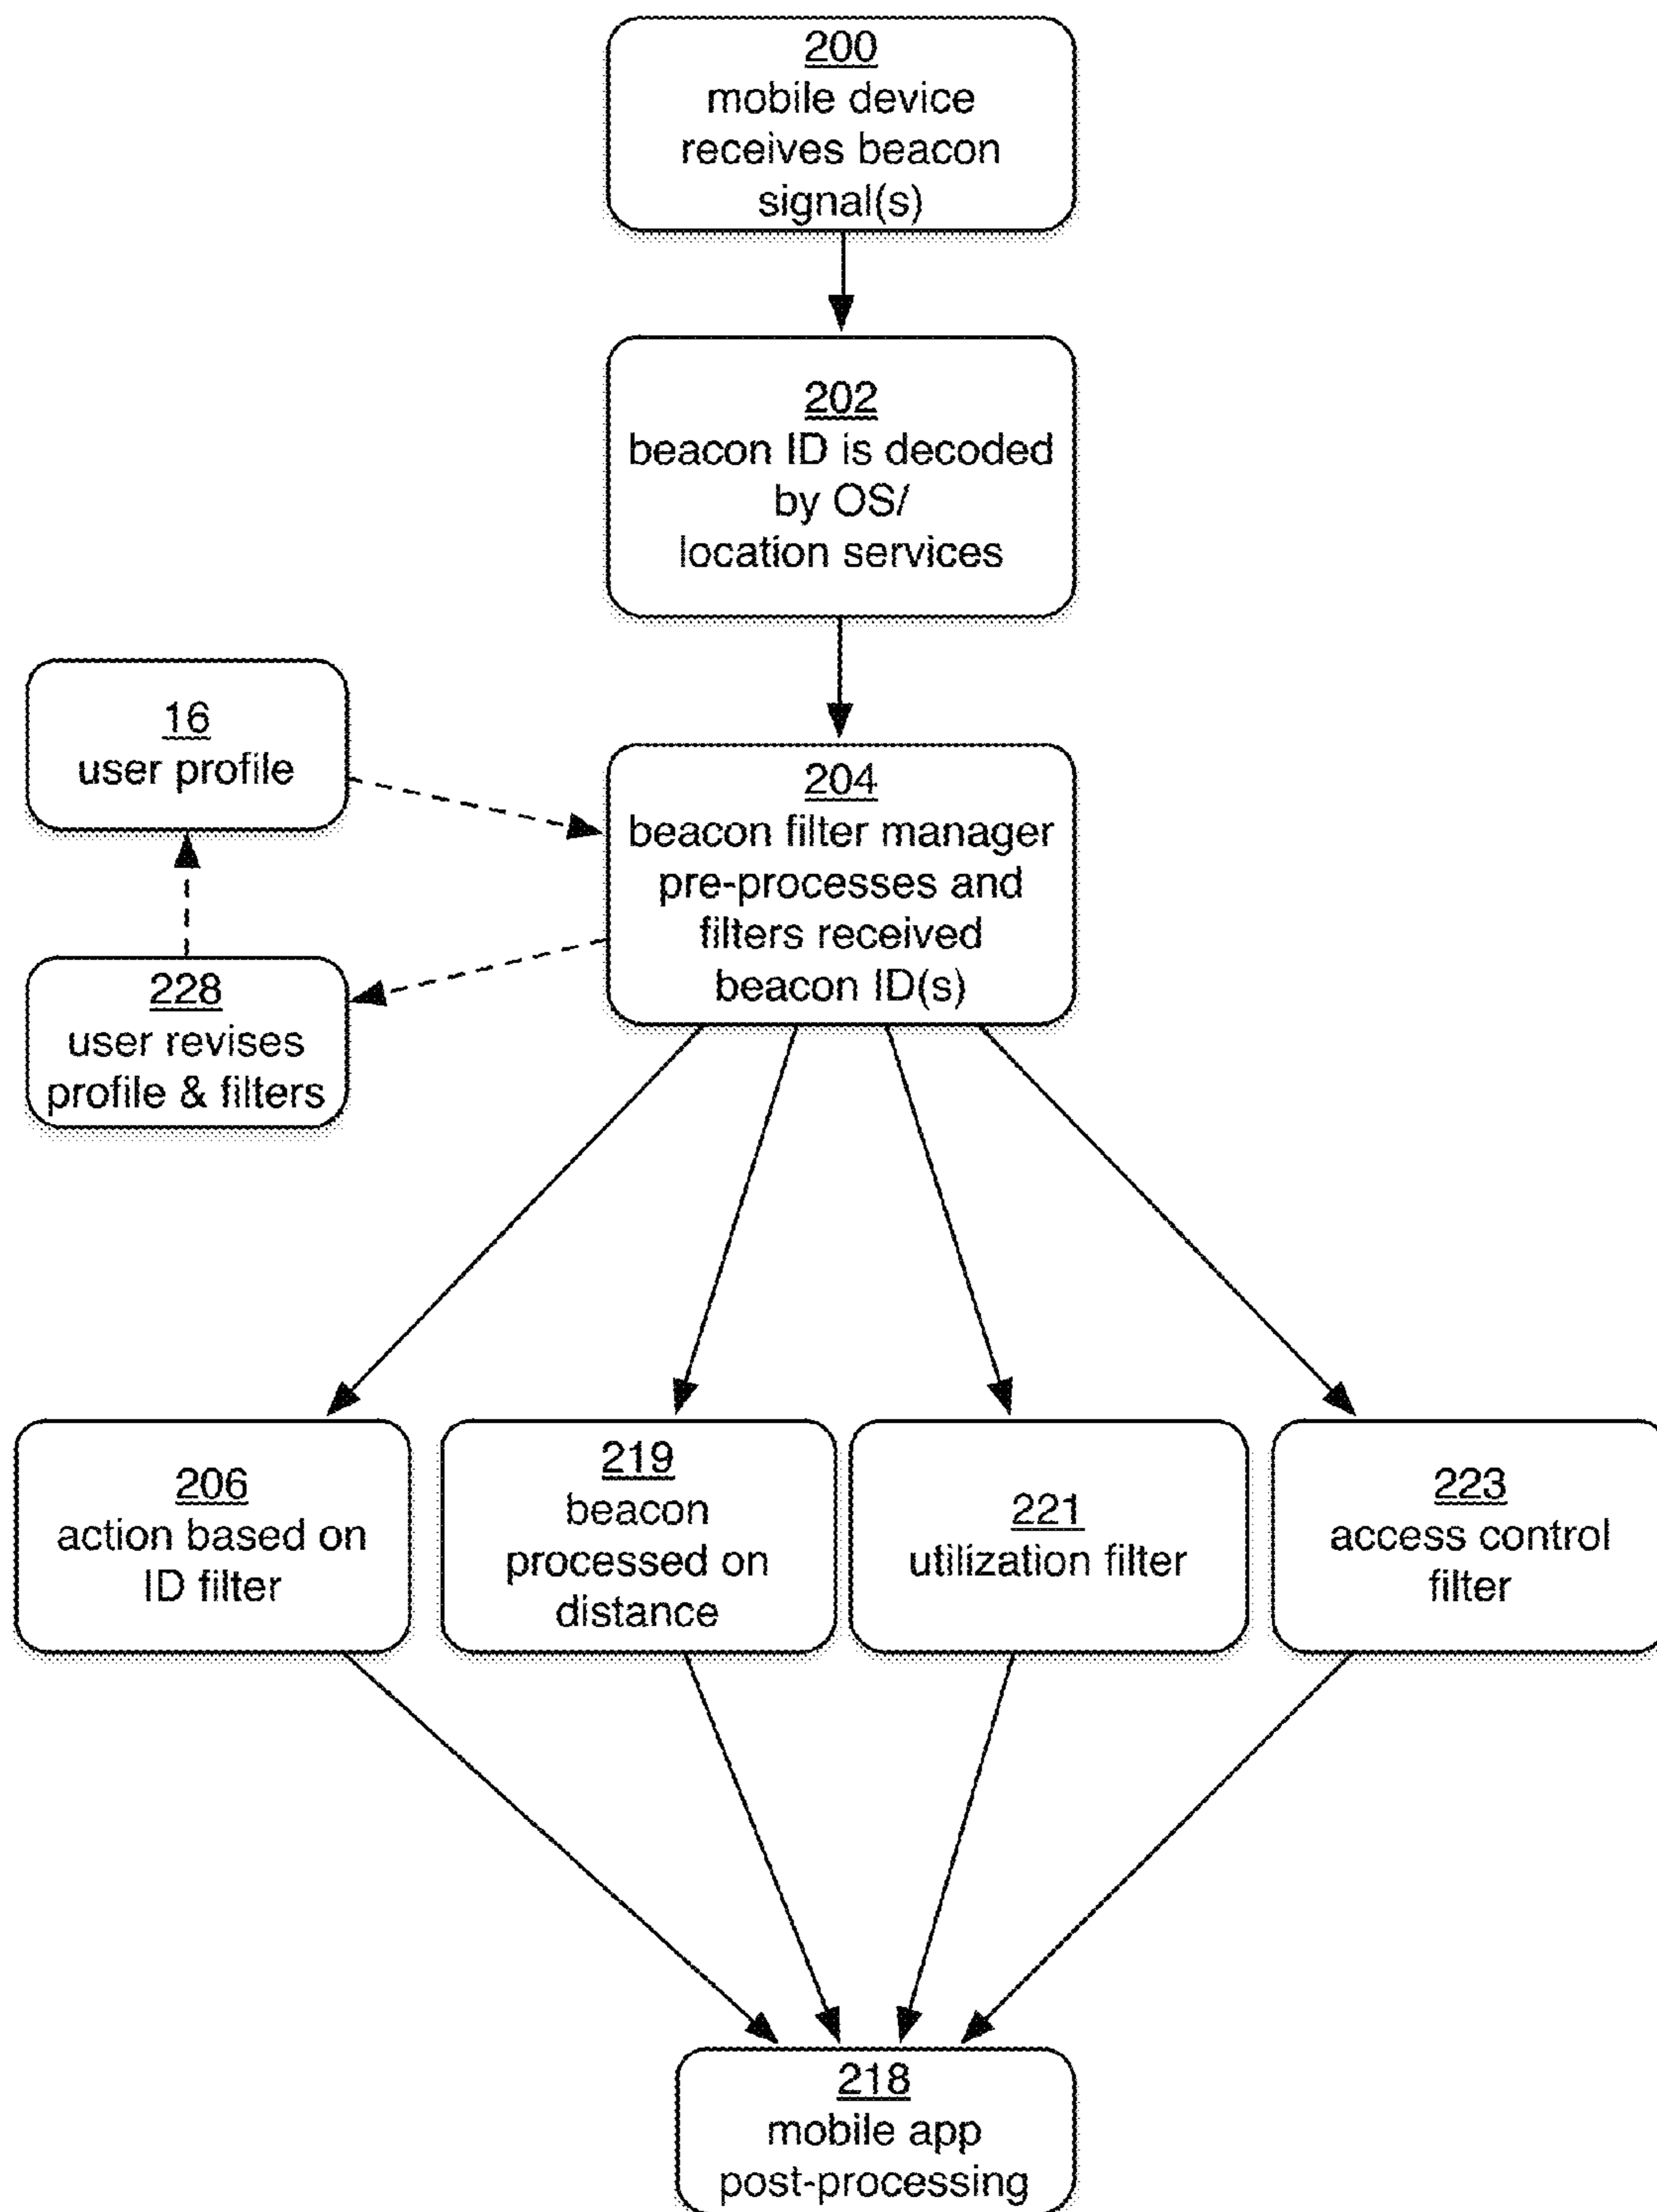 200
mobile device
receives beacon
signal(s)
202
beacon ID is decoded
by OS/
location services
16
user profile
204
beacon filter manager
pre-processes and
filters received
beacon ID(s)
228
user revises
profile & filters
206
action based on
ID filter
219
beacon
processed on
distance
221
utilization filter
223
access control
filter
218
mobile app
post-processing